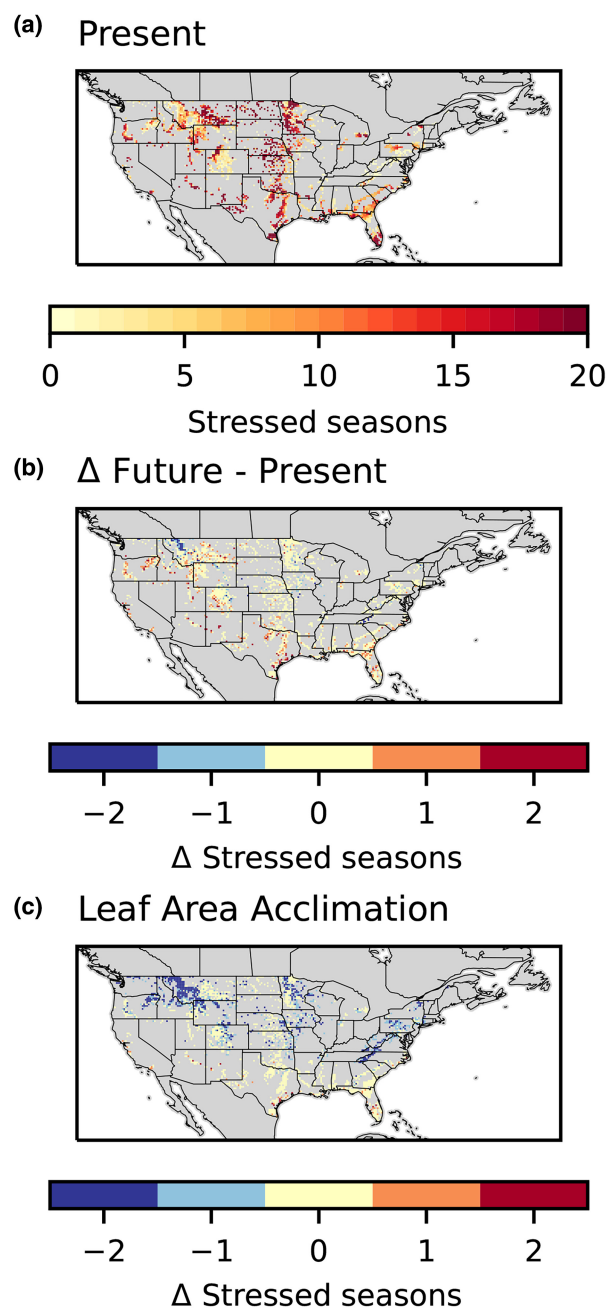 (a) Present
0 5 10 15 20
Stressed seasons
(b) Δ Future - Present
−2 −1 0 1 2
Δ Stressed seasons
(c) Leaf Area Acclimation
−2 −1 0 1 2
Δ Stressed seasons